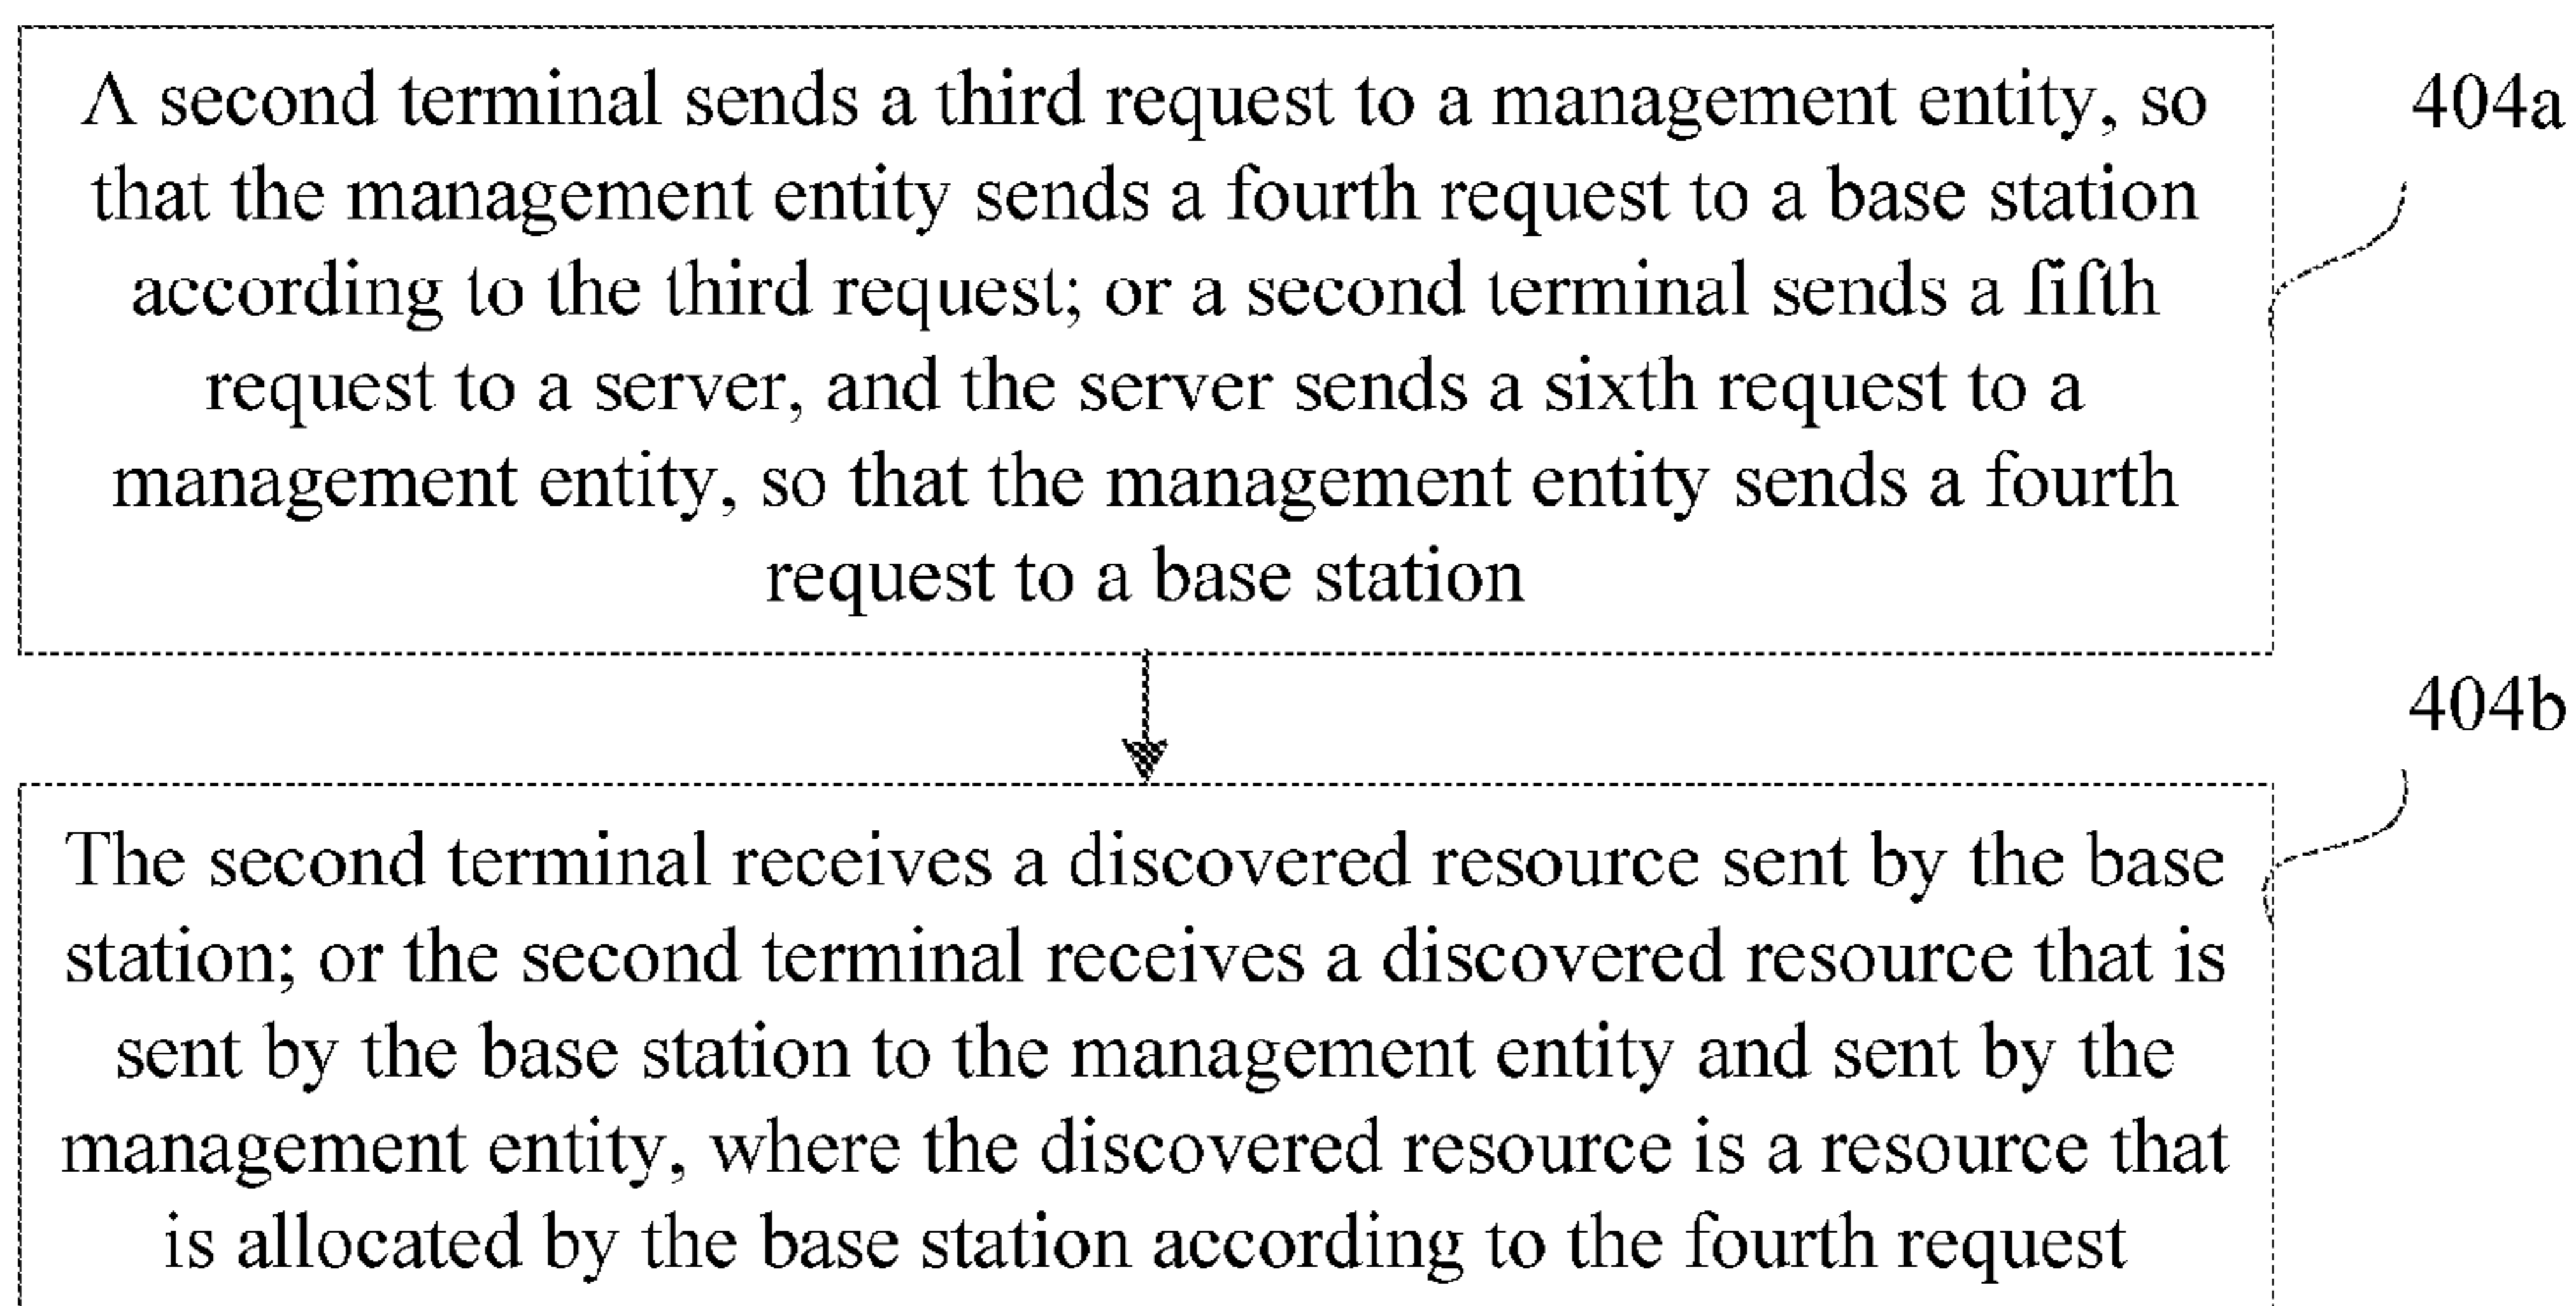 A second terminal sends a third request to a management entity, so
that the management entity sends a fourth request to a base station
according to the third request; or a second terminal sends a fifth
request to a server, and the server sends a sixth request to a
management entity, so that the management entity sends a fourth
request to a base station
404a
404b
The second terminal receives a discovered resource sent by the base
station; or the second terminal receives a discovered resource that is
sent by the base station to the management entity and sent by the
management entity, where the discovered resource is a resource that
is allocated by the base station according to the fourth request